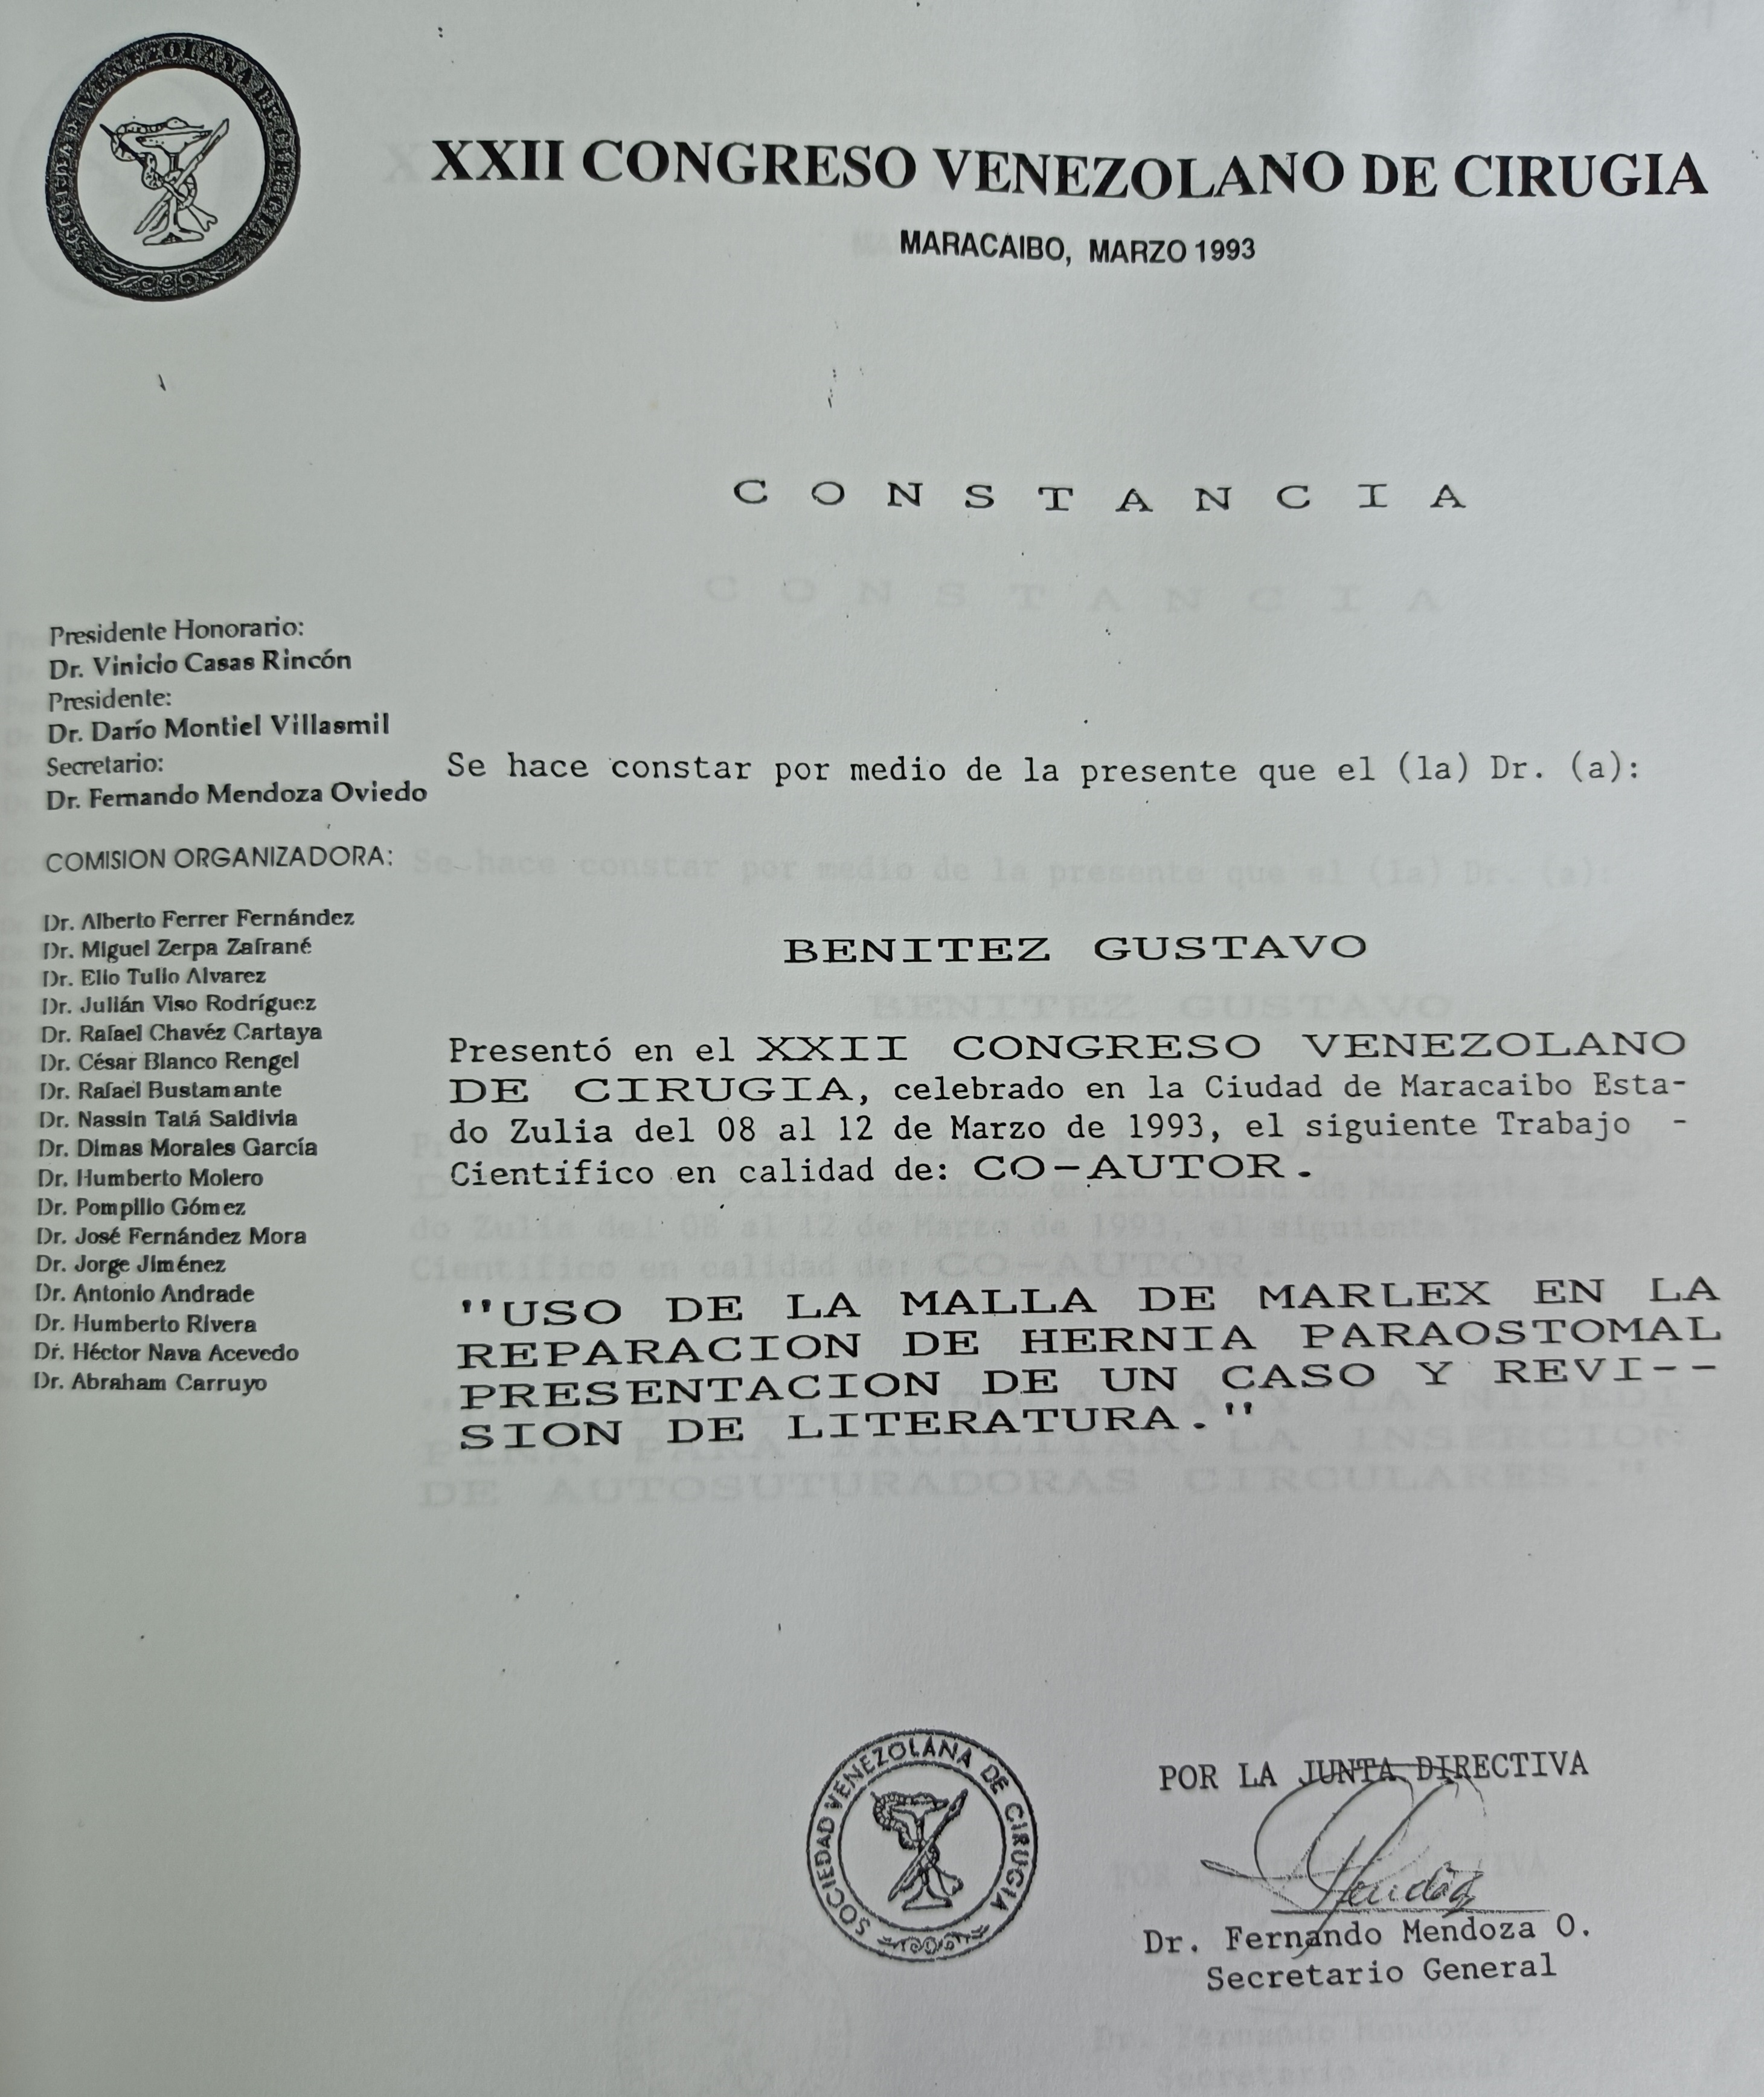 SOCIEDAD VENEZOLANA DE CIRUGIA
XXII CONGRESO VENEZOLANO DE CIRUGIA
MARACAIBO, MARZO 1993
C O N S T A N C I A
Presidente Honorario:
Dr. Vinicio Casas Rincón
Presidente:
Dr. Darío Montiel Villasmil
Secretario:
Dr. Fernando Mendoza Oviedo
COMISION ORGANIZADORA:
Dr. Alberto Ferrer Fernández
Dr. Miguel Zerpa Zafrané
Dr. Elio Tulio Alvarez
Dr. Julián Viso Rodríguez
Dr. Rafael Chavéz Cartaya
Dr. César Blanco Rengel
Dr. Rafael Bustamante
Dr. Nassin Tatá Saldivia
Dr. Dimas Morales García
Dr. Humberto Molero
Dr. Pompilio Gómez
Dr. José Fernández Mora
Dr. Jorge Jiménez
Dr. Antonio Andrade
Dr. Humberto Rivera
Dr. Héctor Nava Acevedo
Dr. Abraham Carruyo
Se hace constar por medio de la presente que el (la) Dr. (a):
BENITEZ GUSTAVO
Presentó en el XXII CONGRESO VENEZOLANO
DE CIRUGIA, celebrado en la Ciudad de Maracaibo Esta-
do Zulia del 08 al 12 de Marzo de 1993, el siguiente Trabajo -
Cientifico en calidad de: CO-AUTOR.
"USO DE LA MALLA DE MARLEX EN LA
REPARACION DE HERNIA PARAOSTOMAL
PRESENTACION DE UN CASO Y REVI--
SION DE LITERATURA."
SOCIEDAD VENEZOLANA DE CIRUGIA
POR LA JUNTA DIRECTIVA
Dr. Fernando Mendoza O.
Secretario General